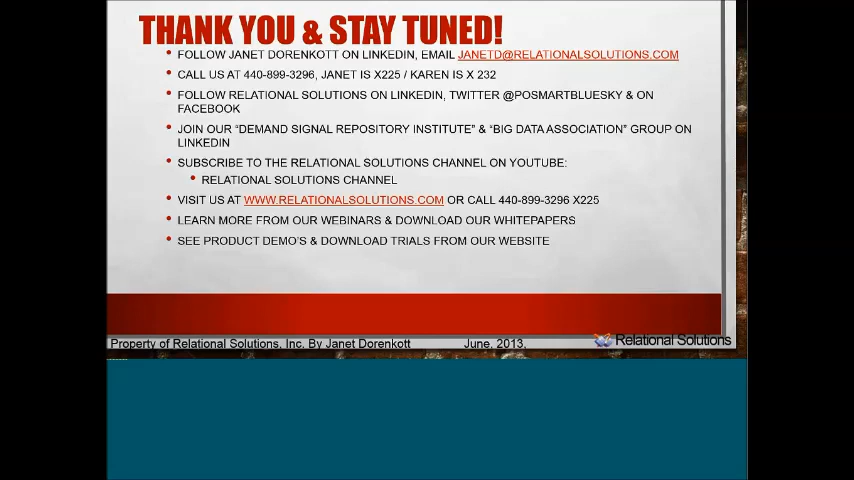 THANK YOU & STAY TUNED!
• FOLLOW JANET DORENKOTT ON LINKEDIN, EMAIL JANETD@RELATIONALSOLUTIONS.COM
• CALL US AT 440-899-3296, JANET IS X225 / KAREN IS X 232
• FOLLOW RELATIONAL SOLUTIONS ON LINKEDIN, TWITTER @POSMARTBLUESKY & ON
FACEBOOK
• JOIN OUR “DEMAND SIGNAL REPOSITORY INSTITUTE” & “BIG DATA ASSOCIATION” GROUP ON
LINKEDIN
• SUBSCRIBE TO THE RELATIONAL SOLUTIONS CHANNEL ON YOUTUBE:
• RELATIONAL SOLUTIONS CHANNEL
• VISIT US AT WWW.RELATIONALSOLUTIONS.COM OR CALL 440-899-3296 X225
• LEARN MORE FROM OUR WEBINARS & DOWNLOAD OUR WHITEPAPERS
• SEE PRODUCT DEMO'S & DOWNLOAD TRIALS FROM OUR WEBSITE
Property of Relational Solutions, Inc. By Janet Dorenkott June. 2013, Relational Solutions